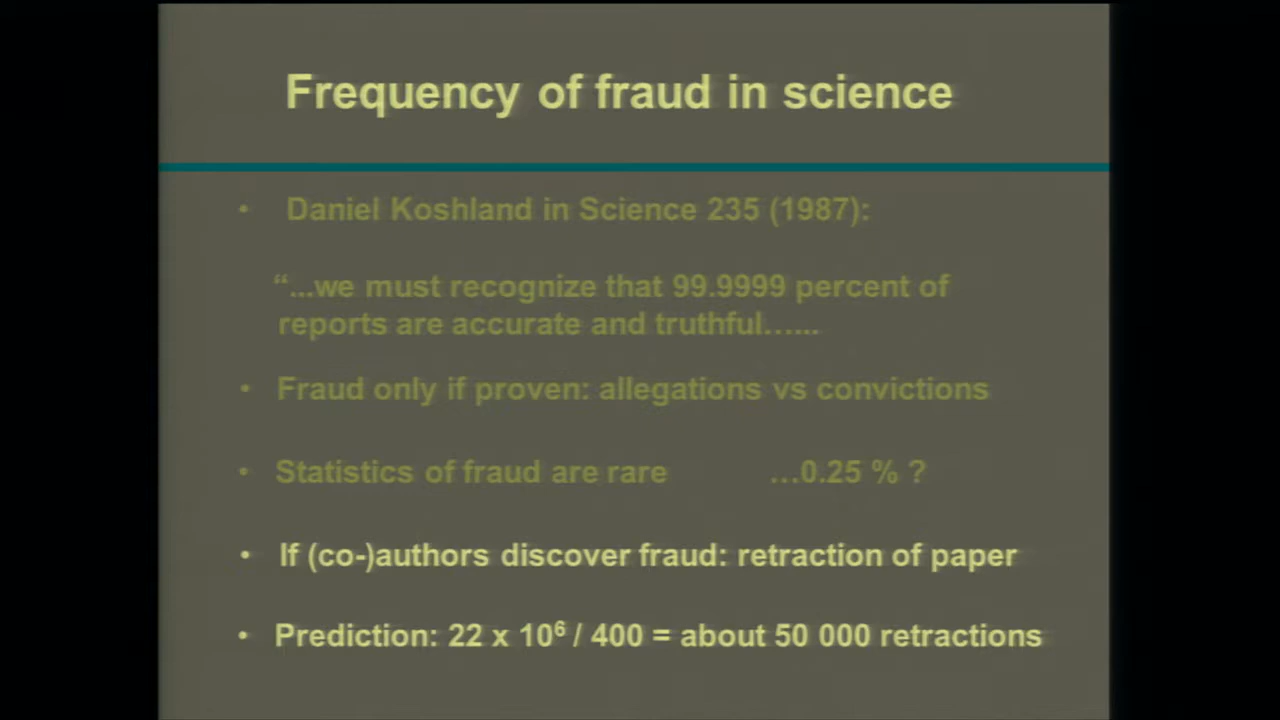 Frequency of fraud in science
• Daniel Koshland in Science 235 (1987):
“...we must recognize that 99.9999 percent of
reports are accurate and truthful…...
• Fraud only if proven: allegations vs convictions
• Statistics of fraud are rare …0.25 % ?
• If (co-)authors discover fraud: retraction of paper
• Prediction: 22 x 10⁶ / 400 = about 50 000 retractions